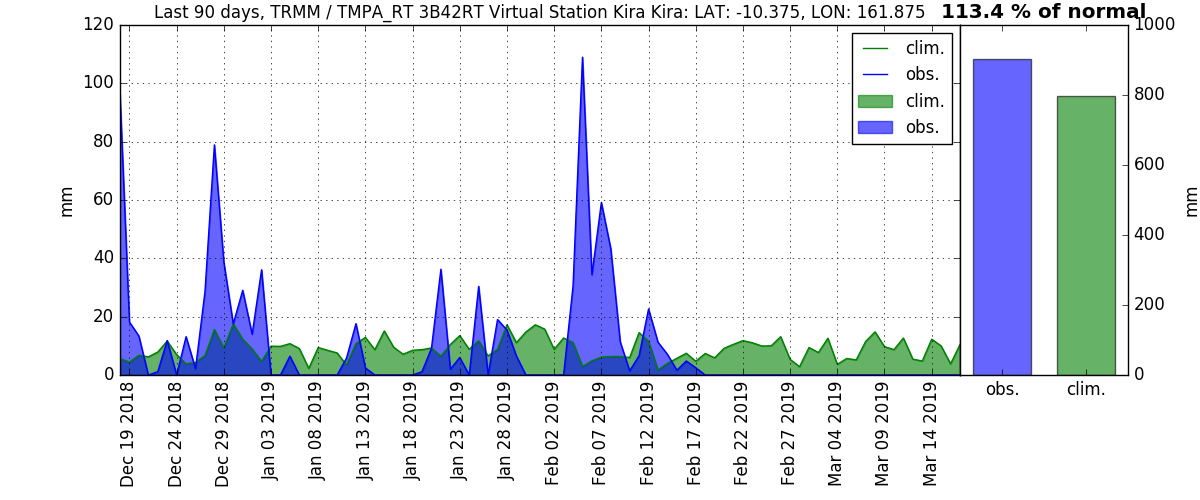 Last 90 days, TRMM / TMPA_RT 3B42RT Virtual Station Kira Kira: LAT: -10.375, LON: 161.875 113.4 % of normal
120
100
80
60
40
20
0
mm
clim.
obs.
clim.
obs.
1000
800
600
400
200
0
mm
obs. clim.
Dec 19 2018
Dec 24 2018
Dec 29 2018
Jan 03 2019
Jan 08 2019
Jan 13 2019
Jan 18 2019
Jan 23 2019
Jan 28 2019
Feb 02 2019
Feb 07 2019
Feb 12 2019
Feb 17 2019
Feb 22 2019
Feb 27 2019
Mar 04 2019
Mar 09 2019
Mar 14 2019